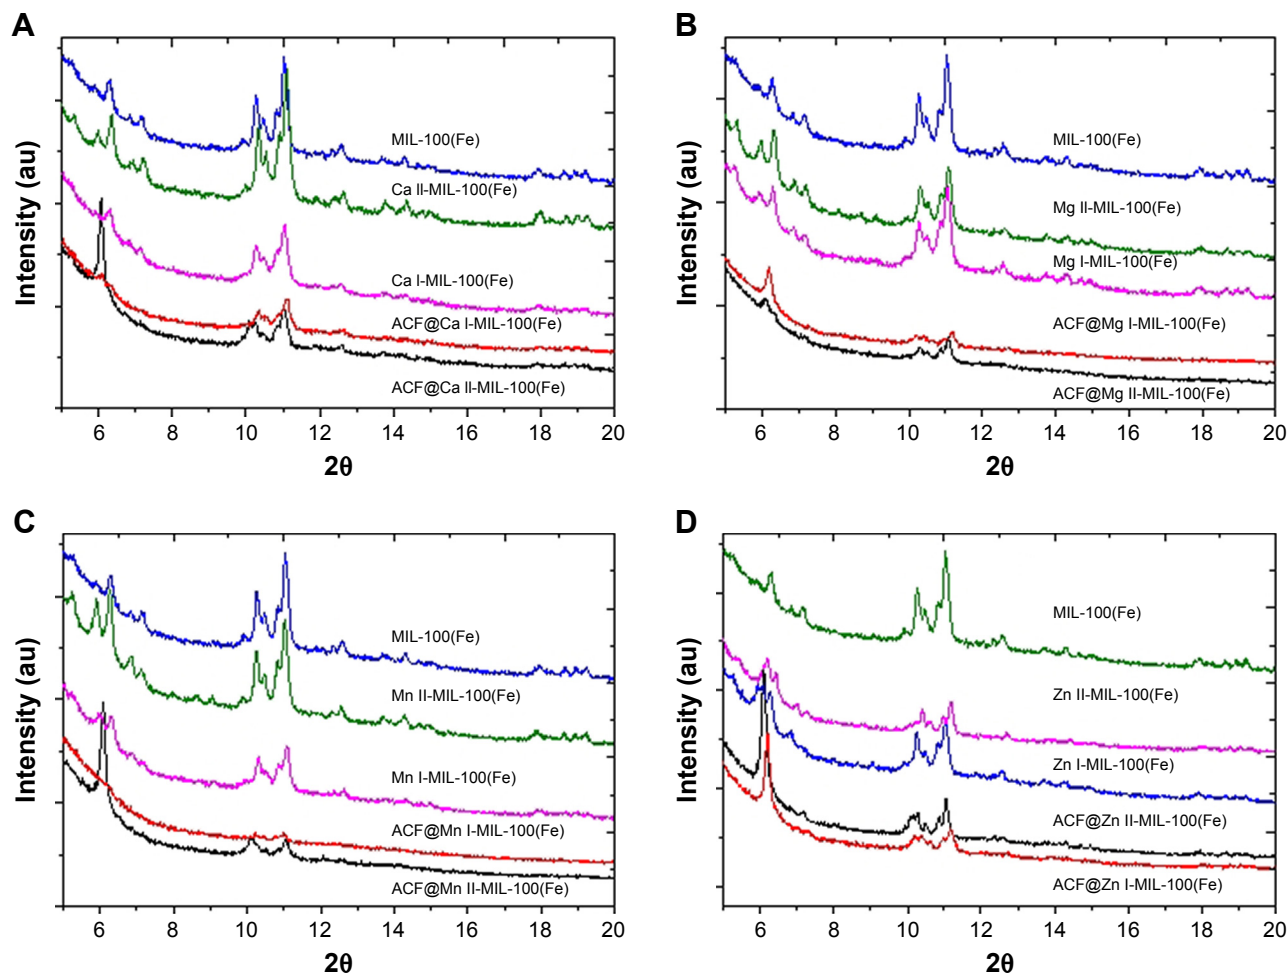 A
Intensity (au)
MIL-100(Fe)
Ca II-MIL-100(Fe)
Ca I-MIL-100(Fe)
ACF@Ca I-MIL-100(Fe)
ACF@Ca II-MIL-100(Fe)
6 8 10 12 14 16 18 20
2θ
B
Intensity (au)
MIL-100(Fe)
Mg II-MIL-100(Fe)
Mg I-MIL-100(Fe)
ACF@Mg I-MIL-100(Fe)
ACF@Mg II-MIL-100(Fe)
6 8 10 12 14 16 18 20
2θ
C
Intensity (au)
MIL-100(Fe)
Mn II-MIL-100(Fe)
Mn I-MIL-100(Fe)
ACF@Mn I-MIL-100(Fe)
ACF@Mn II-MIL-100(Fe)
6 8 10 12 14 16 18 20
2θ
D
Intensity (au)
MIL-100(Fe)
Zn II-MIL-100(Fe)
Zn I-MIL-100(Fe)
ACF@Zn II-MIL-100(Fe)
ACF@Zn I-MIL-100(Fe)
6 8 10 12 14 16 18 20
2θ